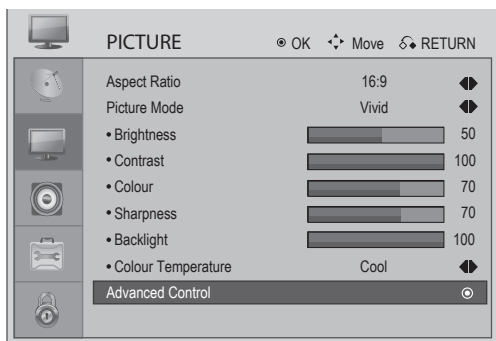 PICTURE OK Move RETURN
Aspect Ratio 16:9
Picture Mode Vivid
• Brightness 50
• Contrast 100
• Colour 70
• Sharpness 70
• Backlight 100
• Colour Temperature Cool
Advanced Control